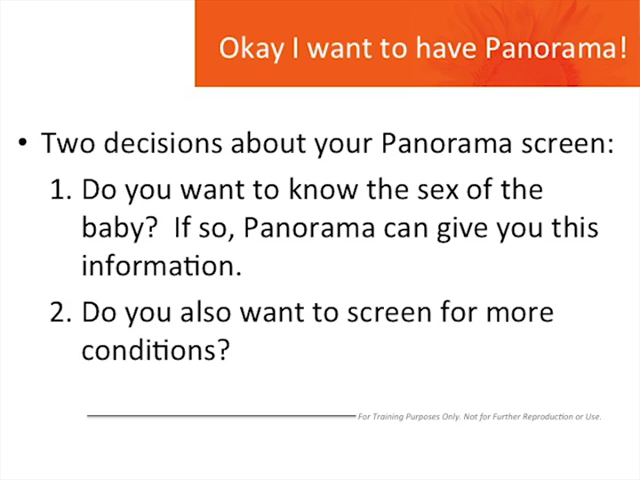 Okay I want to have Panorama!
• Two decisions about your Panorama screen:
1. Do you want to know the sex of the
baby?  If so, Panorama can give you this
information.
2. Do you also want to screen for more
conditions?
For Training Purposes Only. Not for Further Reproduction or Use.